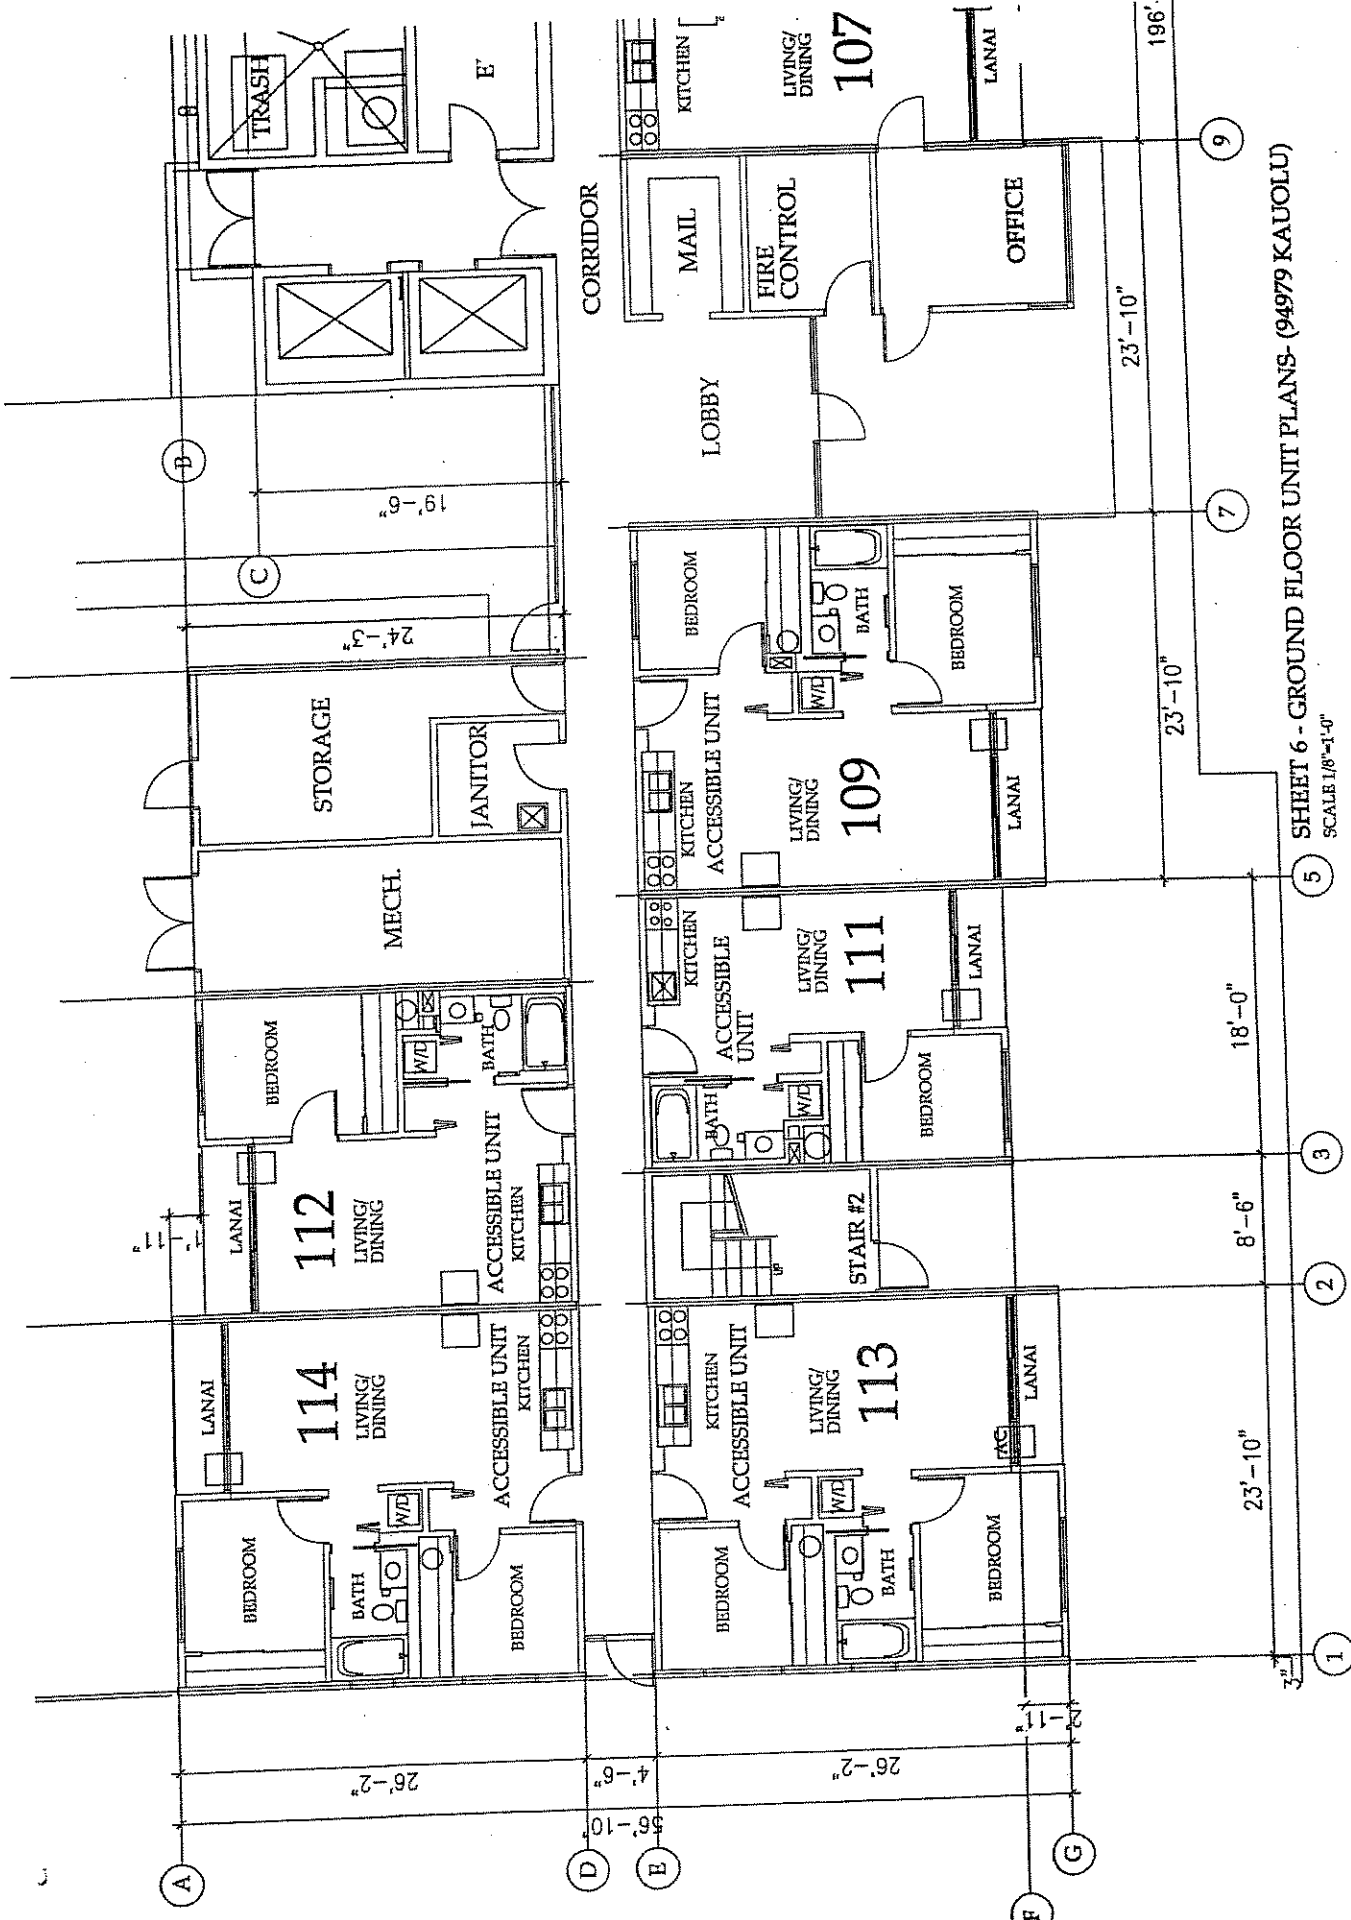 TRASH
E
KITCHEN
LIVING/
DINING
107
LANAI
196'-
CORRIDOR
MAIL
FIRE
CONTROL
OFFICE
9
23'-10"
B
C
19'-6"
24'-3"
LOBBY
7
STORAGE
JANITOR
MECH.
BEDROOM
BATH
BEDROOM
W/D
ACCESSIBLE UNIT
KITCHEN
LIVING/
DINING
109
LANAI
23'-10"
5
KITCHEN
ACCESSIBLE
UNIT
LIVING/
DINING
111
LANAI
BATH
W/D
BEDROOM
18'-0"
3
BEDROOM
W/D
BATH
LANAI
112
LIVING/
DINING
ACCESSIBLE UNIT
KITCHEN
1'-11"
UP
STAIR #2
8'-6"
2
LANAI
114
LIVING/
DINING
ACCESSIBLE UNIT
KITCHEN
BEDROOM
BATH
W/D
BEDROOM
KITCHEN
ACCESSIBLE UNIT
LIVING/
DINING
113
AC
LANAI
BEDROOM
W/D
BATH
BEDROOM
23'-10"
3"
1
26'-2"
4'-6"
26'-2"
2'-11"
56'-10"
A
D
E
F
G
SHEET 6 - GROUND FLOOR UNIT PLANS- (94979 KAUOLU)
SCALE 1/8"=1'-0"